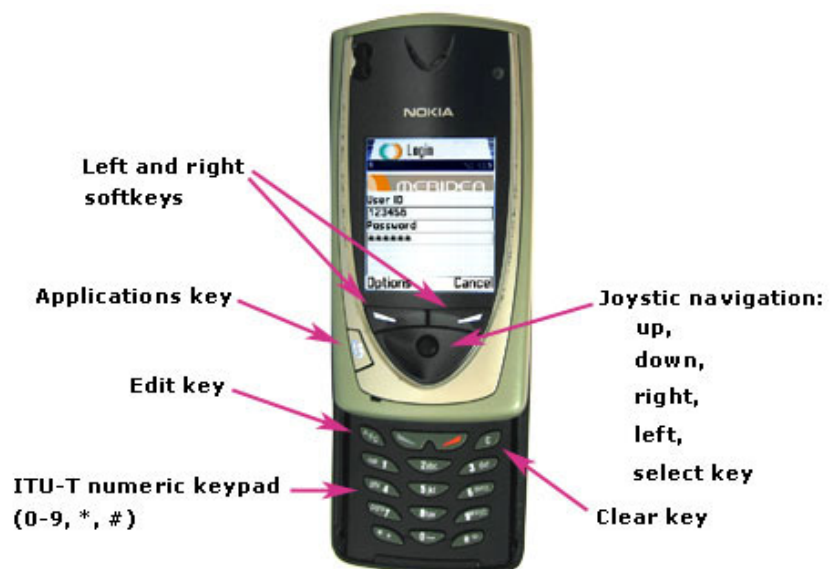 NOKIA
Login
MERIDEA
User ID
123456
Password
******
Options Cancel
Left and right
softkeys
Applications key
Edit key
ITU-T numeric keypad
(0-9, *, #)
Joystic navigation:
up,
down,
right,
left,
select key
Clear key